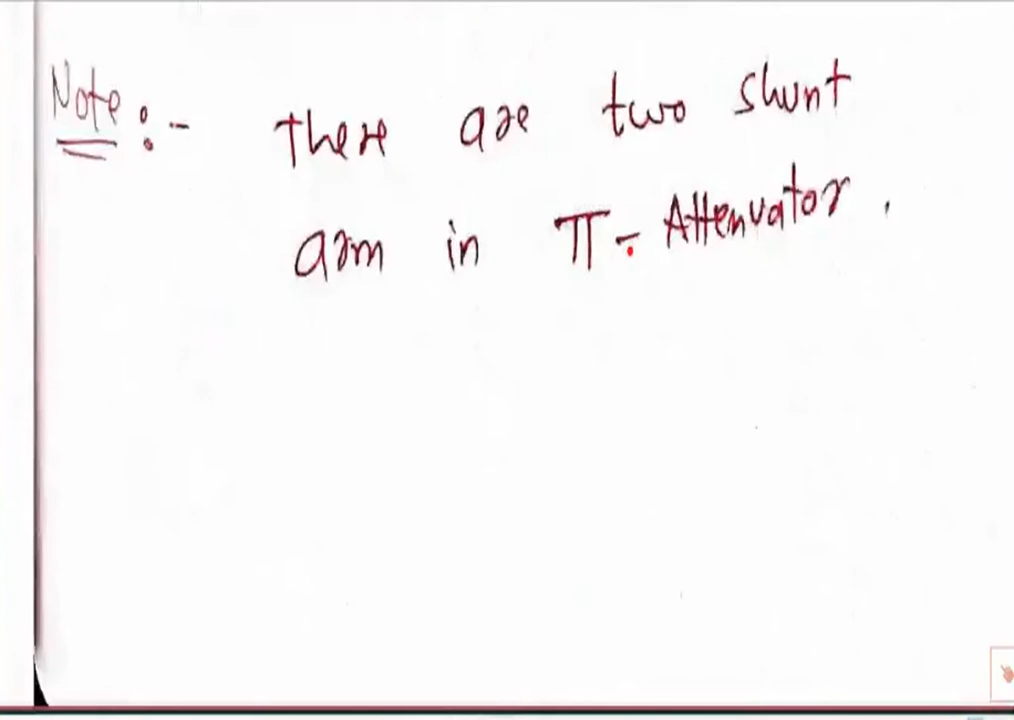 Note:- There are two shunt
arm in π- Attenuator.